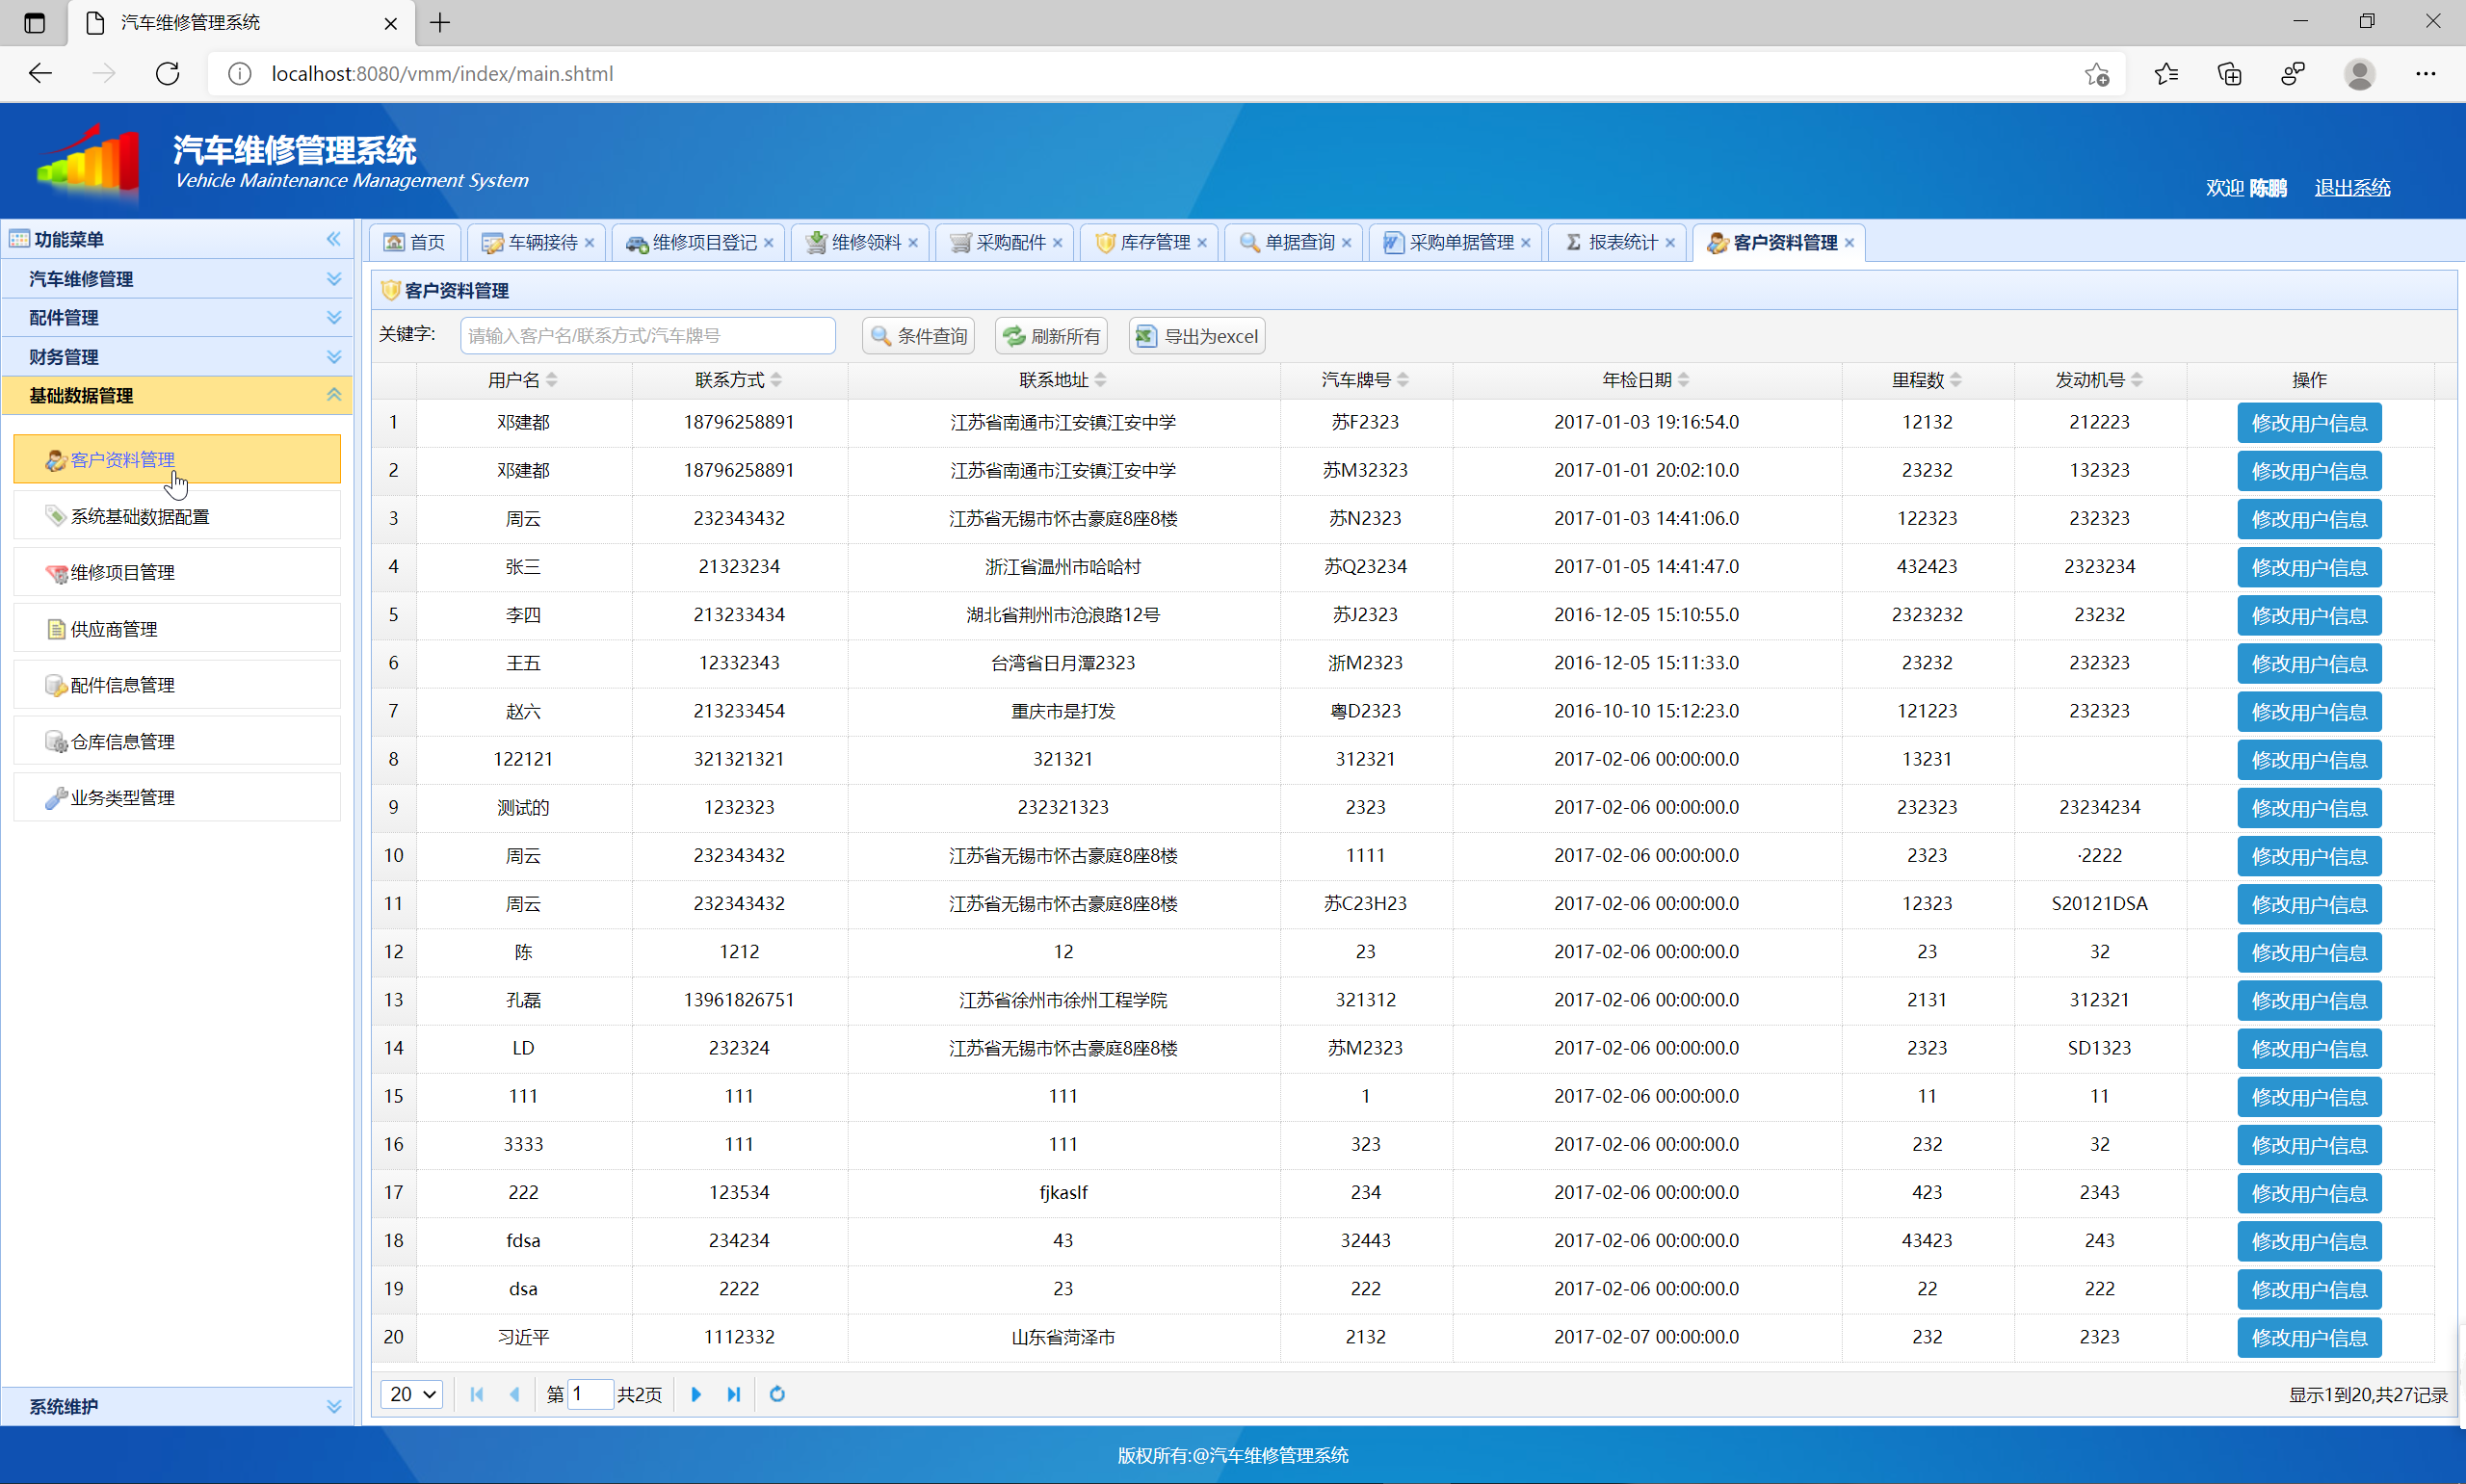 汽车维修管理系统
localhost:8080/vmm/index/main.shtml
汽车维修管理系统
Vehicle Maintenance Management System
欢迎 陈鹏 退出系统
功能菜单
汽车维修管理
配件管理
财务管理
基础数据管理
客户资料管理
系统基础数据配置
维修项目管理
供应商管理
配件信息管理
仓库信息管理
业务类型管理
系统维护
首页 车辆接待 维修项目登记 维修领料 采购配件 库存管理 单据查询 采购单据管理 报表统计 客户资料管理
客户资料管理
关键字: 请输入客户名/联系方式/汽车牌号 条件查询 刷新所有 导出为excel
用户名 联系方式 联系地址 汽车牌号 年检日期 里程数 发动机号 操作
1 邓建都 18796258891 江苏省南通市江安镇江安中学 苏F2323 2017-01-03 19:16:54.0 12132 212223 修改用户信息
2 邓建都 18796258891 江苏省南通市江安镇江安中学 苏M32323 2017-01-01 20:02:10.0 23232 132323 修改用户信息
3 周云 232343432 江苏省无锡市怀古豪庭8座8楼 苏N2323 2017-01-03 14:41:06.0 122323 232323 修改用户信息
4 张三 21323234 浙江省温州市哈哈村 苏Q23234 2017-01-05 14:41:47.0 432423 2323234 修改用户信息
5 李四 213233434 湖北省荆州市沧浪路12号 苏J2323 2016-12-05 15:10:55.0 2323232 23232 修改用户信息
6 王五 12332343 台湾省日月潭2323 浙M2323 2016-12-05 15:11:33.0 23232 232323 修改用户信息
7 赵六 213233454 重庆市是打发 粤D2323 2016-10-10 15:12:23.0 121223 232323 修改用户信息
8 122121 321321321 321321 312321 2017-02-06 00:00:00.0 13231 修改用户信息
9 测试的 1232323 232321323 2323 2017-02-06 00:00:00.0 232323 23234234 修改用户信息
10 周云 232343432 江苏省无锡市怀古豪庭8座8楼 1111 2017-02-06 00:00:00.0 2323 ·2222 修改用户信息
11 周云 232343432 江苏省无锡市怀古豪庭8座8楼 苏C23H23 2017-02-06 00:00:00.0 12323 S20121DSA 修改用户信息
12 陈 1212 12 23 2017-02-06 00:00:00.0 23 32 修改用户信息
13 孔磊 13961826751 江苏省徐州市徐州工程学院 321312 2017-02-06 00:00:00.0 2131 312321 修改用户信息
14 LD 232324 江苏省无锡市怀古豪庭8座8楼 苏M2323 2017-02-06 00:00:00.0 2323 SD1323 修改用户信息
15 111 111 111 1 2017-02-06 00:00:00.0 11 11 修改用户信息
16 3333 111 111 323 2017-02-06 00:00:00.0 232 32 修改用户信息
17 222 123534 fjkaslf 234 2017-02-06 00:00:00.0 423 2343 修改用户信息
18 fdsa 234234 43 32443 2017-02-06 00:00:00.0 43423 243 修改用户信息
19 dsa 2222 23 222 2017-02-06 00:00:00.0 22 222 修改用户信息
20 习近平 1112332 山东省菏泽市 2132 2017-02-07 00:00:00.0 232 2323 修改用户信息
20 第 1 共2页 显示1到20,共27记录
版权所有:@汽车维修管理系统